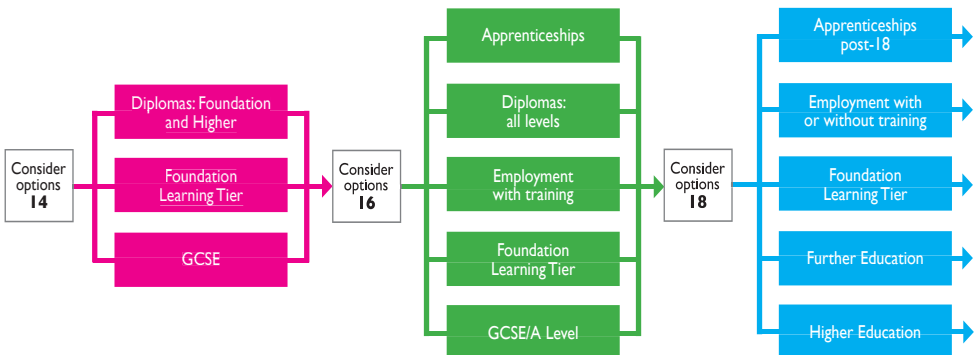 Consider
options
14
Diplomas: Foundation
and Higher
Foundation
Learning Tier
GCSE
Consider
options
16
Apprenticeships
Diplomas:
all levels
Employment
with training
Foundation
Learning Tier
GCSE/A Level
Consider
options
18
Apprenticeships
post-18
Employment with
or without training
Foundation
Learning Tier
Further Education
Higher Education